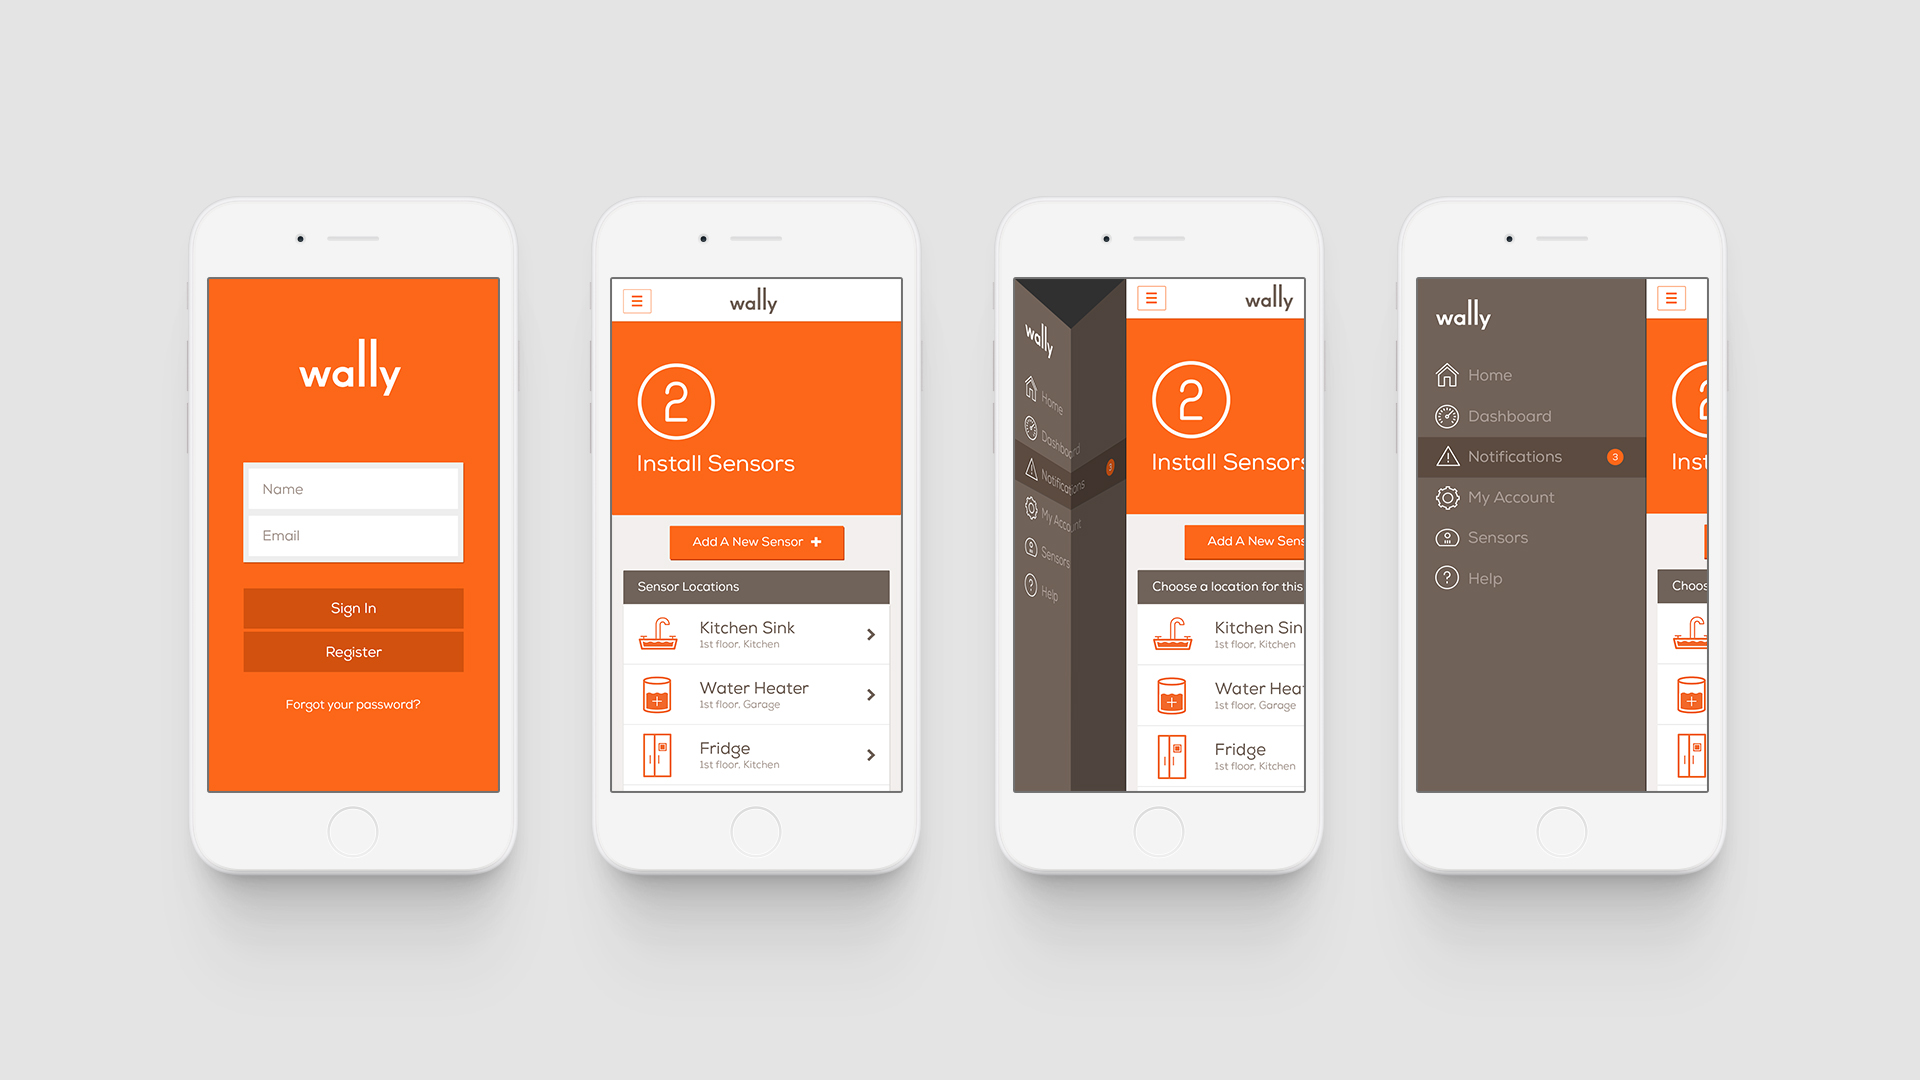 wally
Name
Email
Sign In
Register
Forgot your password?
wally
2
Install Sensors
Add A New Sensor +
Sensor Locations
Kitchen Sink
1st floor, Kitchen
Water Heater
1st floor, Garage
Fridge
1st floor, Kitchen
wally
Home
Dashboard
Notifications 3
My Account
Sensors
Help
wally
2
Install Sensors
Add A New Sens
Choose a location for this
Kitchen Sin
1st floor, Kitchen
Water Hea
1st floor, Garage
Fridge
1st floor, Kitchen
wally
Home
Dashboard
Notifications 3
My Account
Sensors
Help
2
Inst
Choos